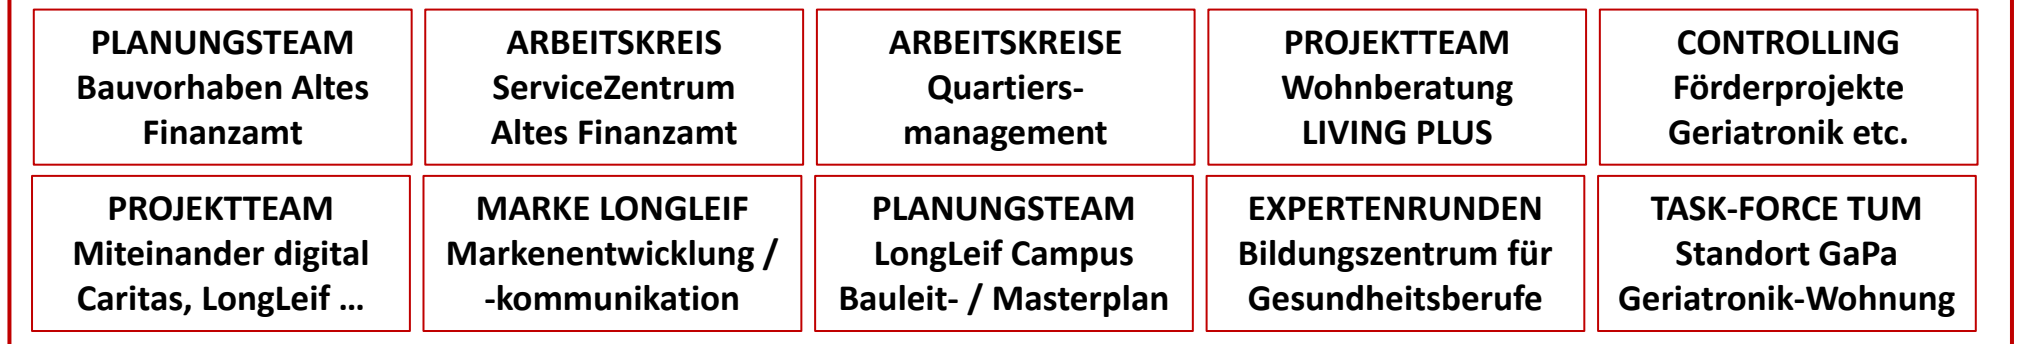 PLANUNGSTEAM
Bauvorhaben Altes
Finanzamt
ARBEITSKREIS
ServiceZentrum
Altes Finanzamt
ARBEITSKREISE
Quartiers-
management
PROJEKTTEAM
Wohnberatung
LIVING PLUS
CONTROLLING
Förderprojekte
Geriatronik etc.
PROJEKTTEAM
Miteinander digital
Caritas, LongLeif ...
MARKE LONGLEIF
Markenentwicklung /
-kommunikation
PLANUNGSTEAM
LongLeif Campus
Bauleit- / Masterplan
EXPERTENRUNDEN
Bildungszentrum für
Gesundheitsberufe
TASK-FORCE TUM
Standort GaPa
Geriatronik-Wohnung